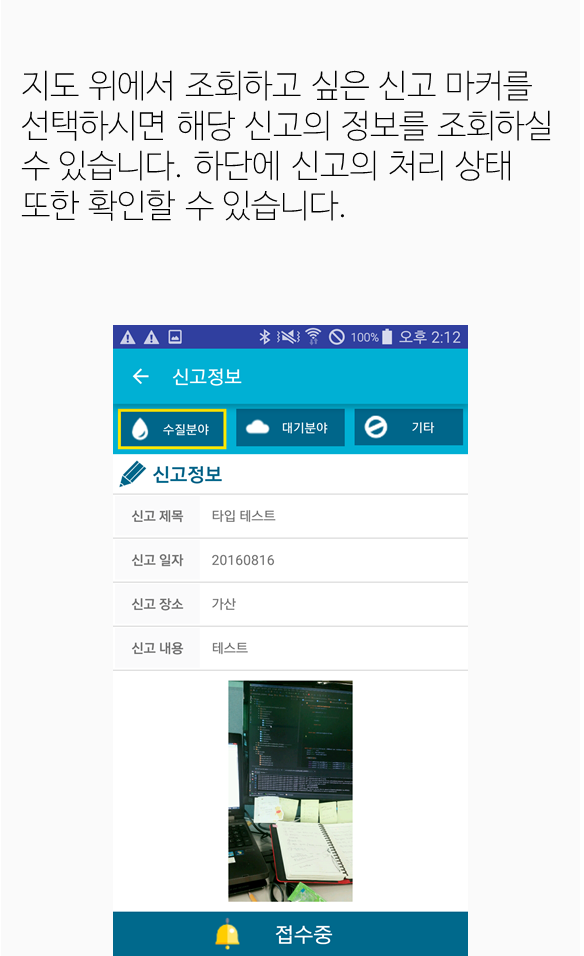 지도 위에서 조회하고 싶은 신고 마커를
선택하시면 해당 신고의 정보를 조회하실
수 있습니다. 하단에 신고의 처리 상태
또한 확인할 수 있습니다.
100% 오후 2:12
신고정보
수질분야 대기분야 기타
신고정보
신고 제목 타입 테스트
신고 일자 20160816
신고 장소 가산
신고 내용 테스트
접수중